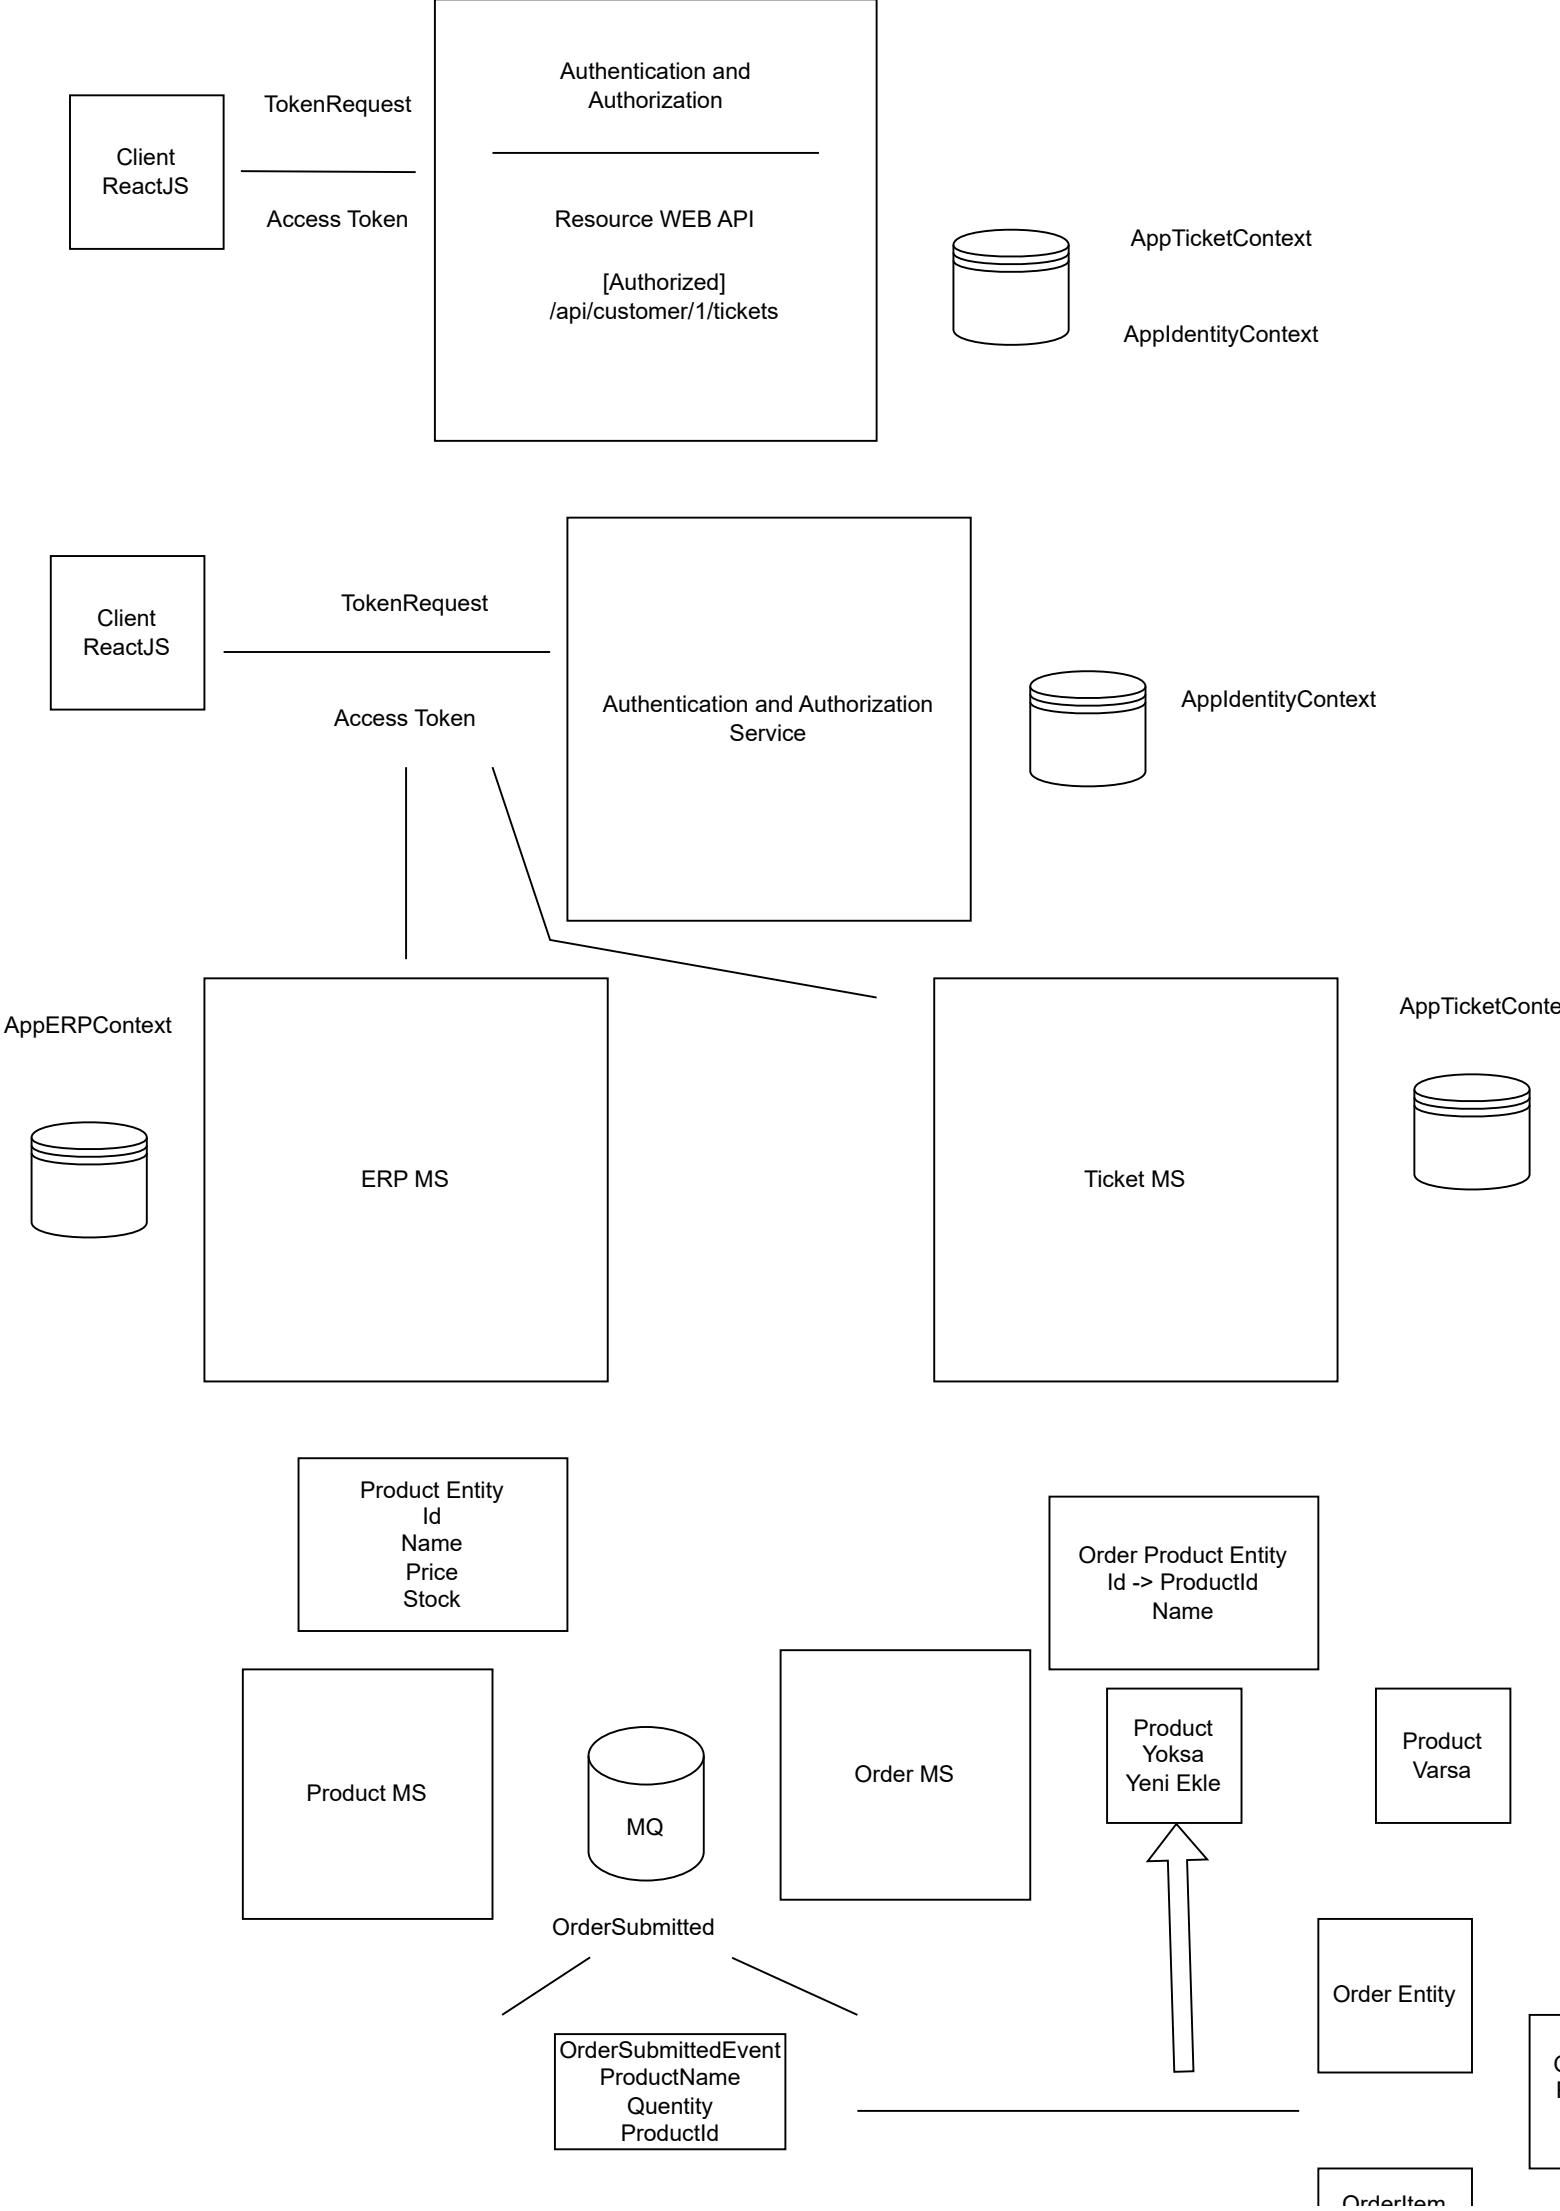 Authentication and
Authorization
TokenRequest
Client
ReactJS
Access Token
Resource WEB API
[Authorized]
/api/customer/1/tickets
AppTicketContext
AppIdentityContext
Client
ReactJS
TokenRequest
Access Token
Authentication and Authorization
Service
AppIdentityContext
AppERPContext
ERP MS
Ticket MS
AppTicketConte
Product Entity
Id
Name
Price
Stock
Order Product Entity
Id -> ProductId
Name
Product MS
MQ
Order MS
Product
Yoksa
Yeni Ekle
Product
Varsa
OrderSubmitted
Order Entity
OrderSubmittedEvent
ProductName
Quentity
ProductId
OrderItem